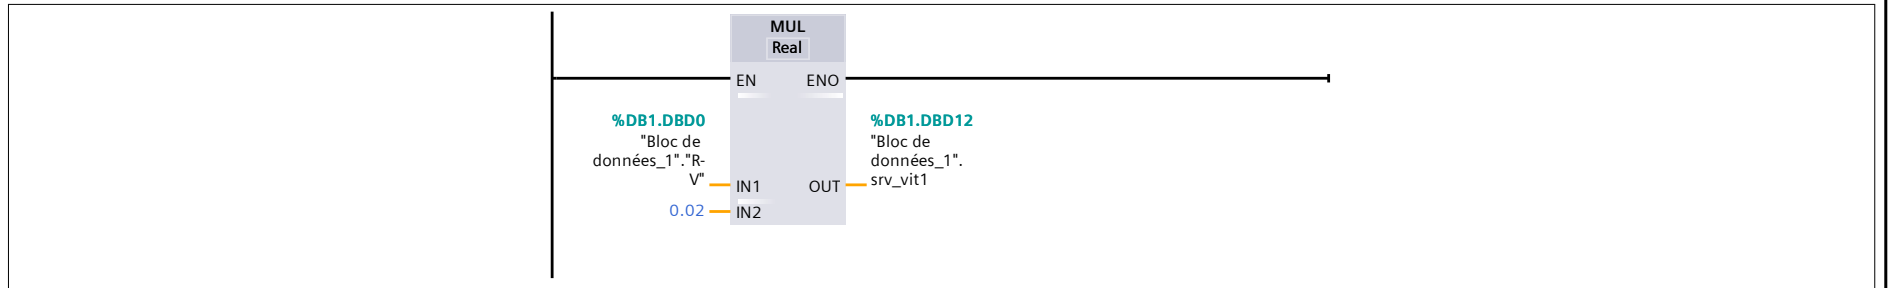 MUL
Real
EN ENO
%DB1.DBD0
"Bloc de
données_1"."R-
V"
IN1
0.02
IN2
%DB1.DBD12
"Bloc de
données_1".
srv_vit1
OUT